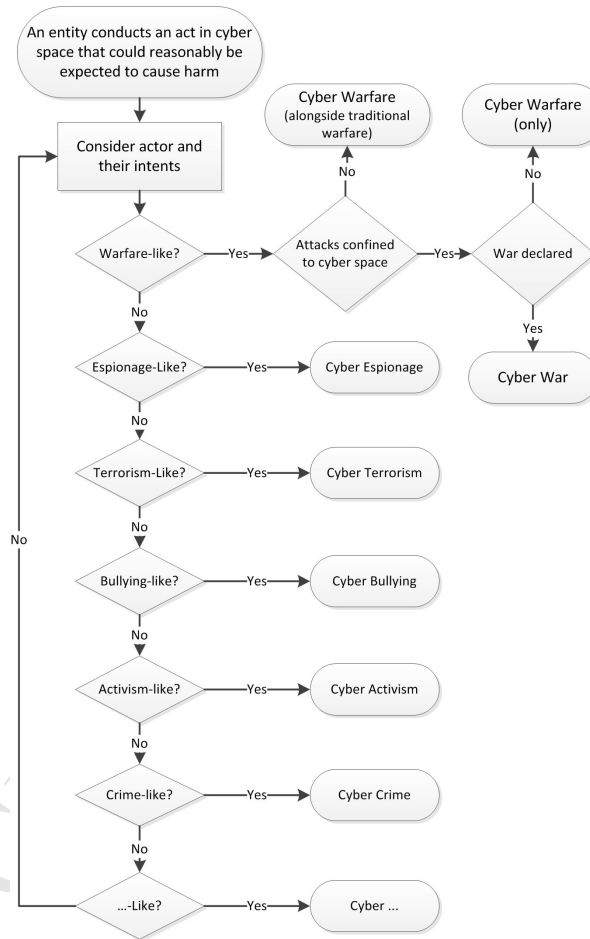 An entity conducts an act in cyber
space that could reasonably be
expected to cause harm
Consider actor and
their intents
Warfare-like?
Yes
Attacks confined
to cyber space
No
Cyber Warfare
(alongside traditional
warfare)
Yes
War declared
No
Cyber Warfare
(only)
Yes
Cyber War
No
Espionage-Like?
Yes
Cyber Espionage
No
Terrorism-Like?
Yes
Cyber Terrorism
No
Bullying-like?
Yes
Cyber Bullying
No
Activism-like?
Yes
Cyber Activism
No
Crime-like?
Yes
Cyber Crime
No
...-Like?
Yes
Cyber ...
No